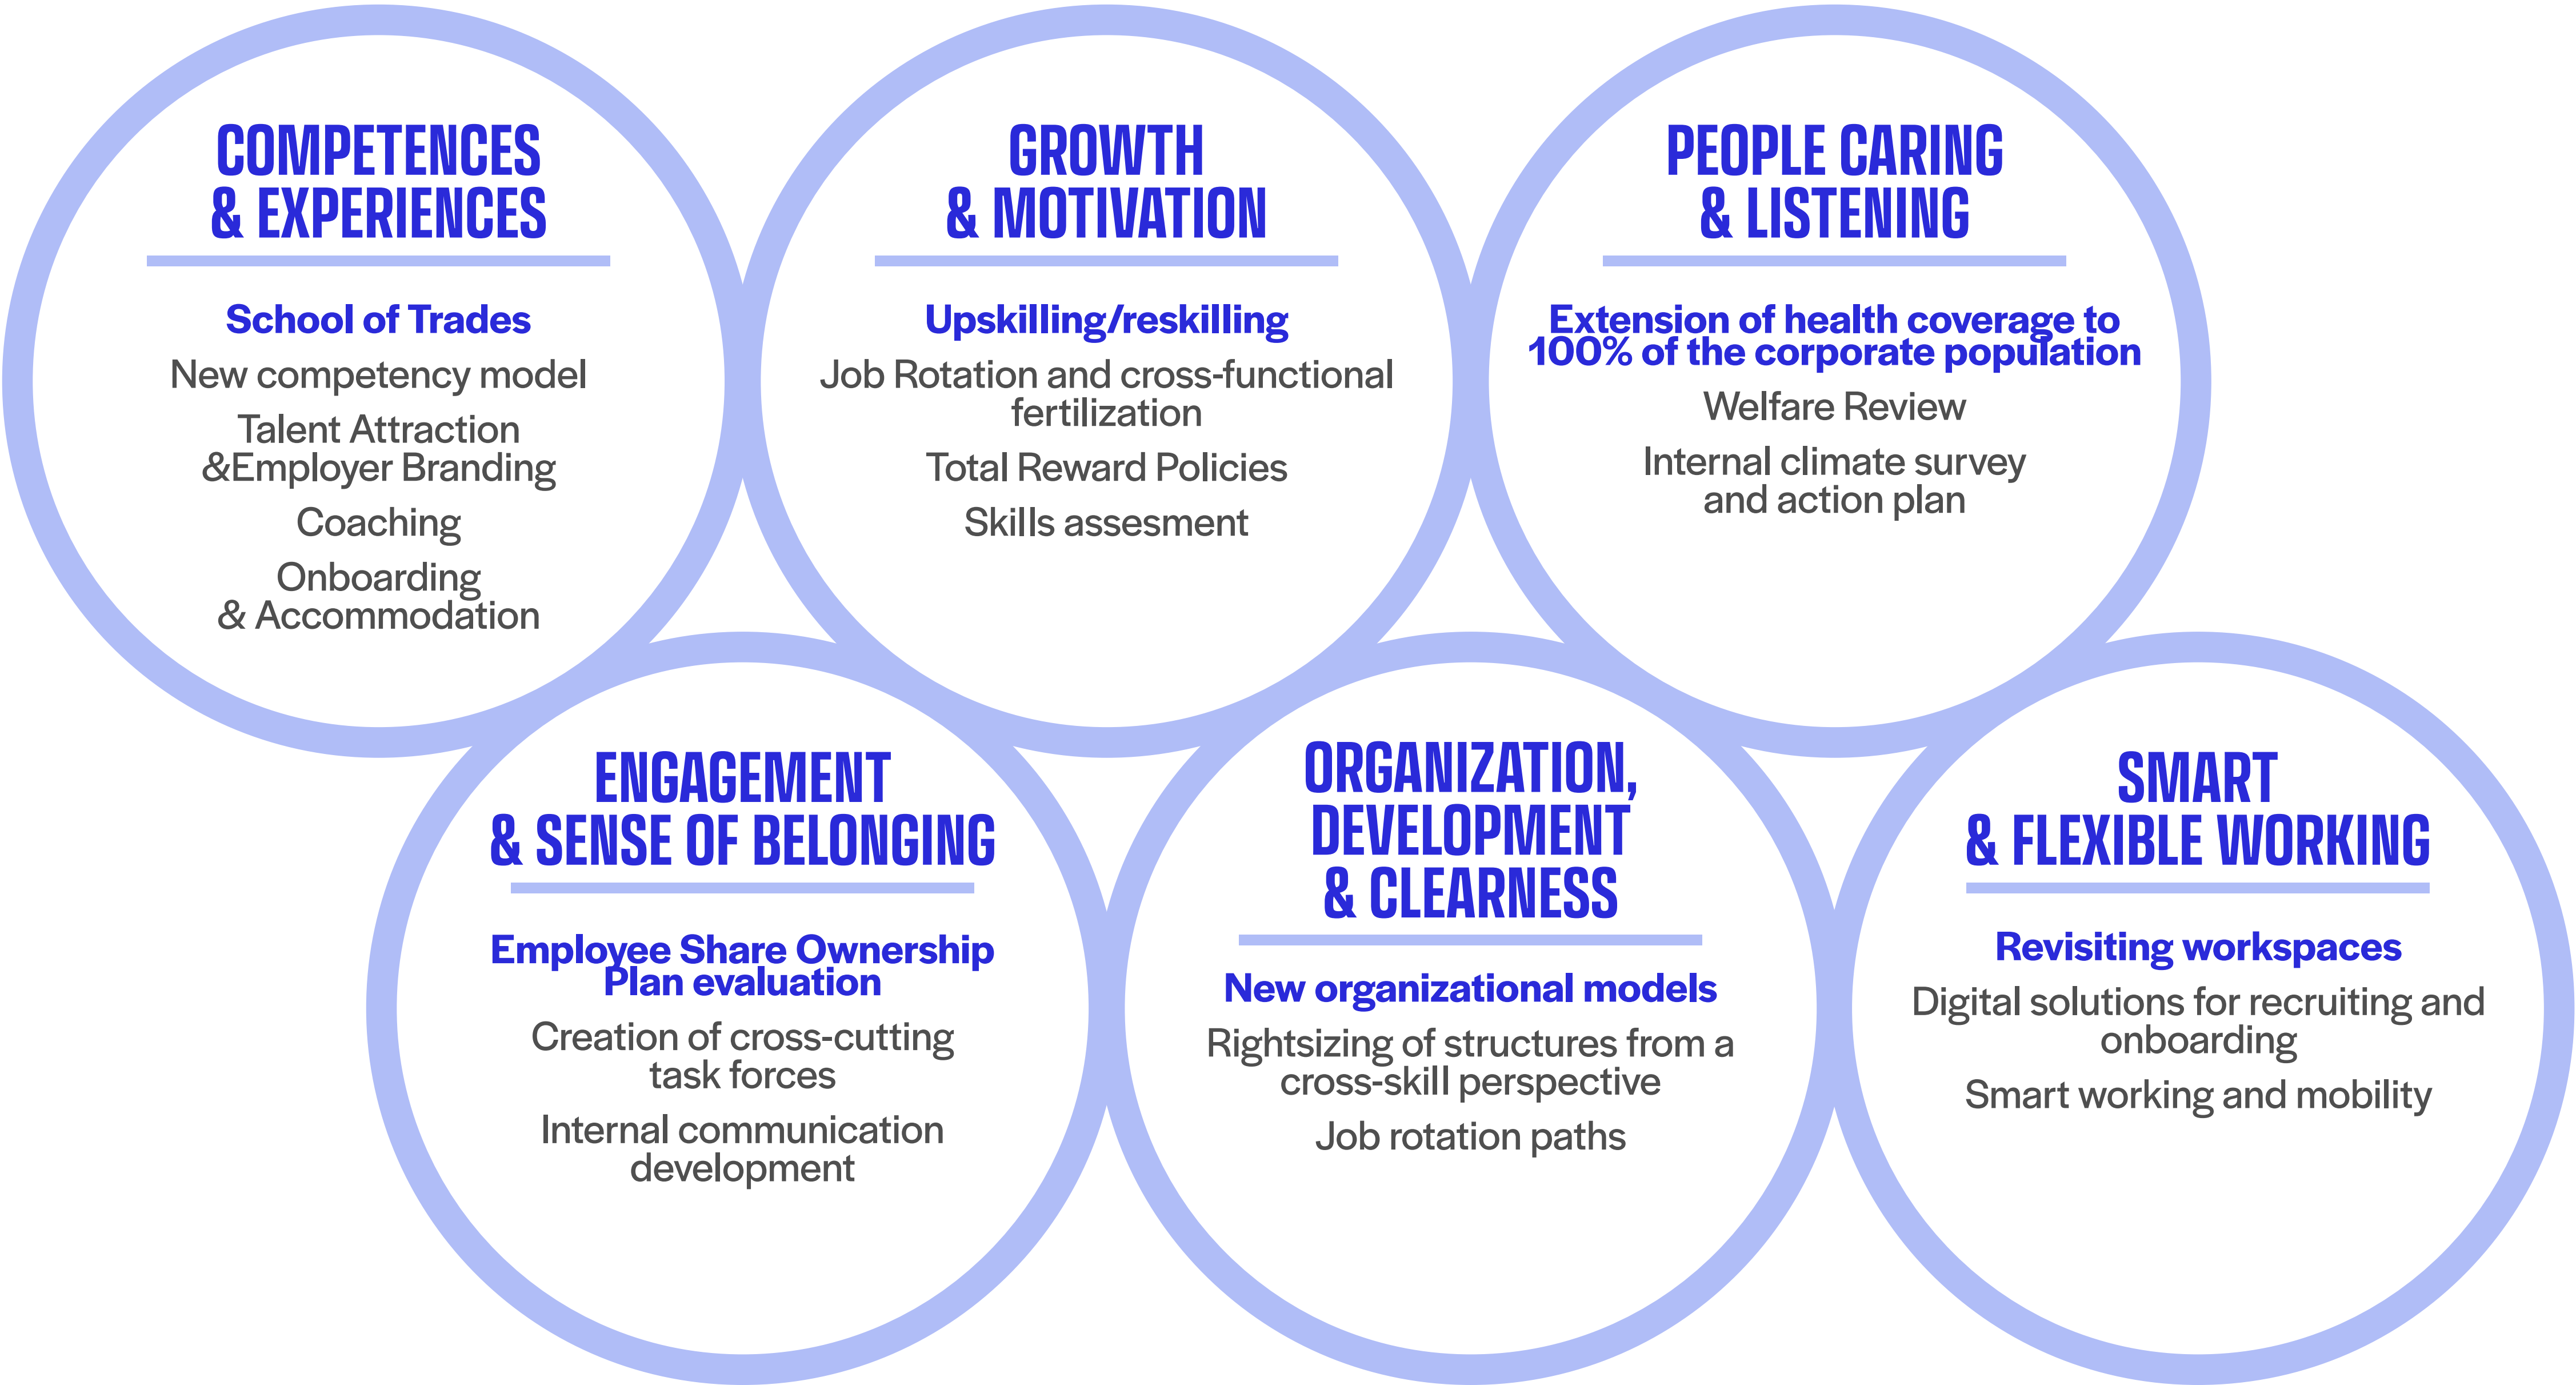 COMPETENCES
& EXPERIENCES
School of Trades
New competency model
Talent Attraction
&Employer Branding
Coaching
Onboarding
& Accommodation
GROWTH
& MOTIVATION
Upskilling/reskilling
Job Rotation and cross-functional
fertilization
Total Reward Policies
Skills assesment
PEOPLE CARING
& LISTENING
Extension of health coverage to
100% of the corporate population
Welfare Review
Internal climate survey
and action plan
ENGAGEMENT
& SENSE OF BELONGING
Employee Share Ownership
Plan evaluation
Creation of cross-cutting
task forces
Internal communication
development
ORGANIZATION,
DEVELOPMENT
& CLEARNESS
New organizational models
Rightsizing of structures from a
cross-skill perspective
Job rotation paths
SMART
& FLEXIBLE WORKING
Revisiting workspaces
Digital solutions for recruiting and
onboarding
Smart working and mobility